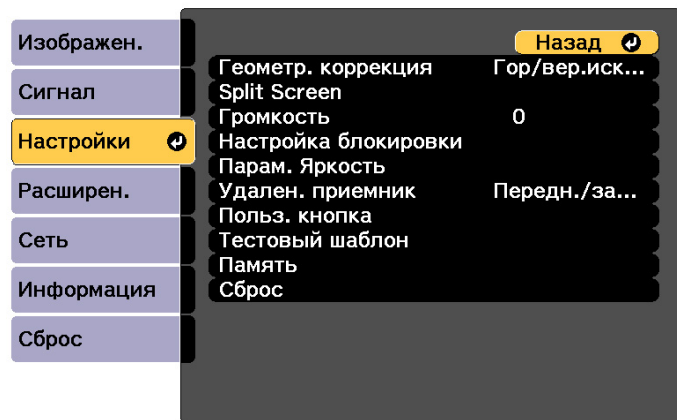 Изображен.
Сигнал
Настройки
Расширен.
Сеть
Информация
Сброс
Назад
Геометр. коррекция Гор/вер.иск...
Split Screen
Громкость 0
Настройка блокировки
Парам. Яркость
Удален. приемник Передн./за...
Польз. кнопка
Тестовый шаблон
Память
Сброс